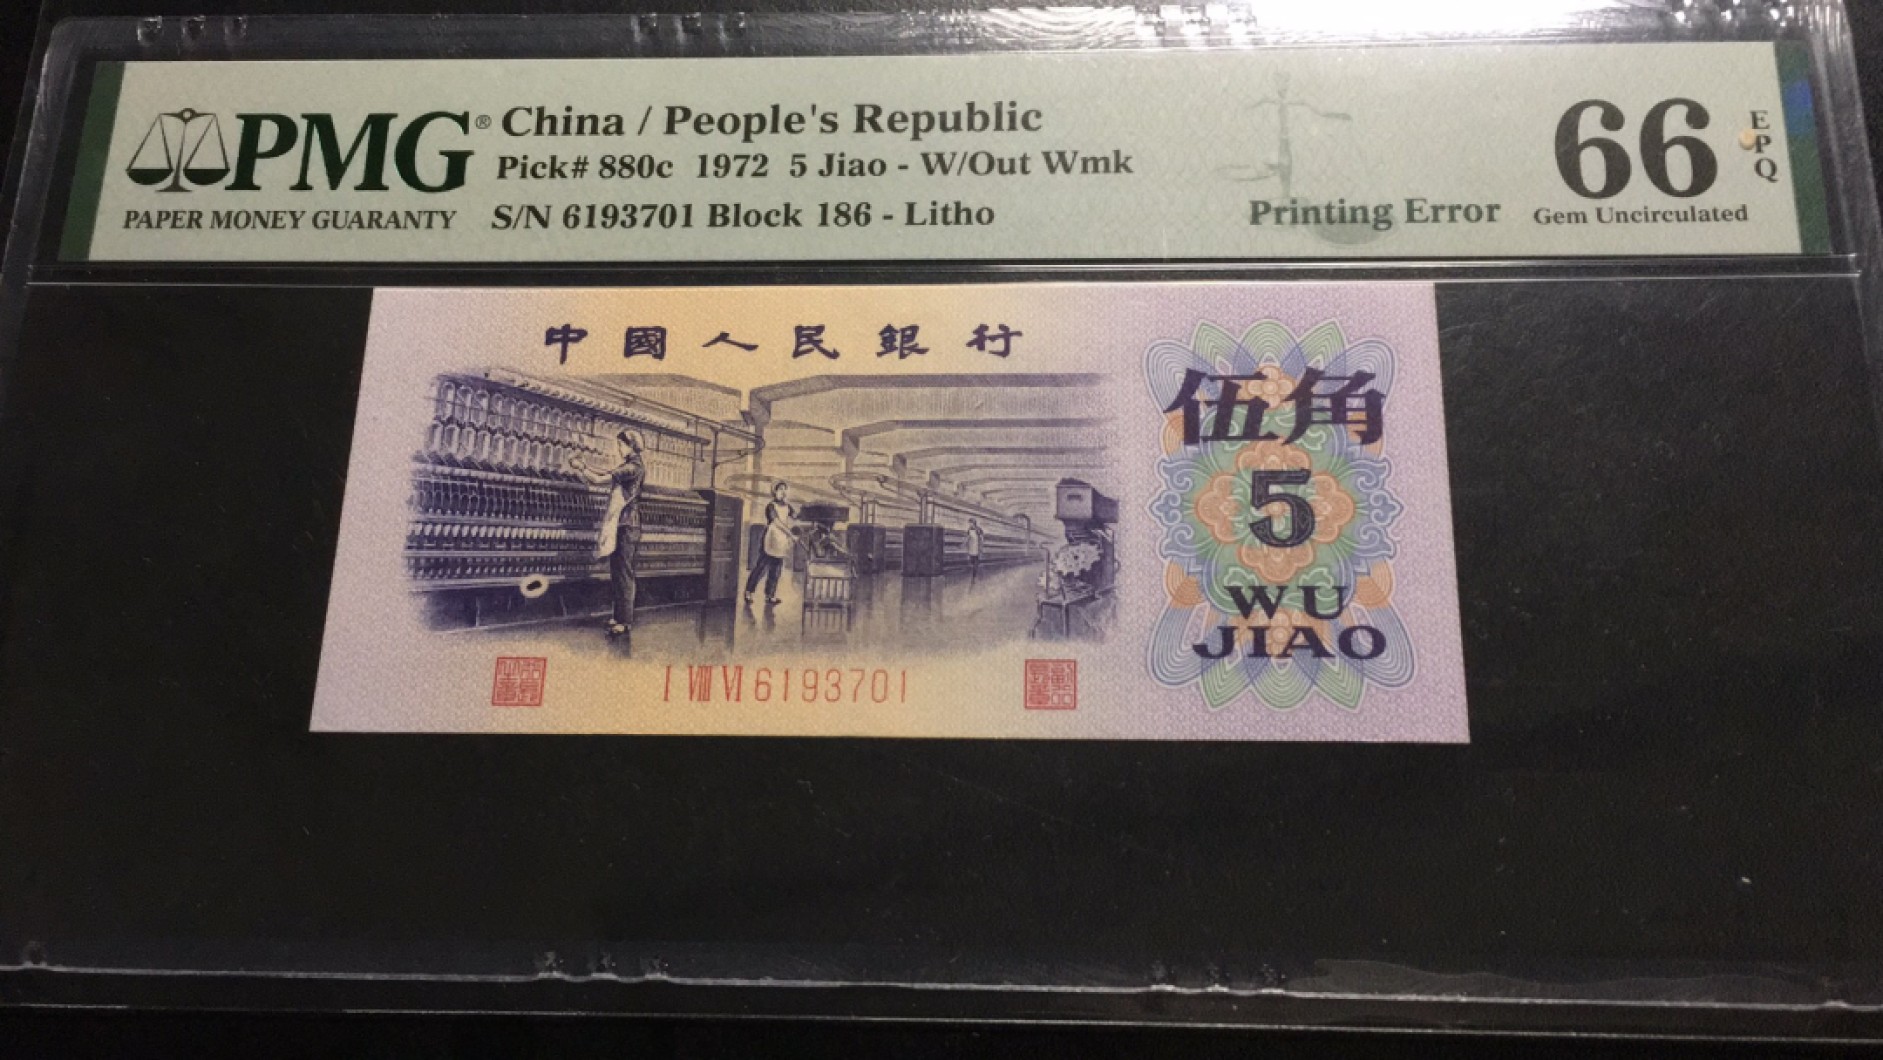 PMG® China / People's Republic
Pick# 880c 1972 5 Jiao - W/Out Wmk
PAPER MONEY GUARANTY S/N 6193701 Block 186 - Litho
Printing Error
66 EPQ
Gem Uncirculated
中國人民銀行
伍角
5
WU
JIAO
I VIII VI 6193701